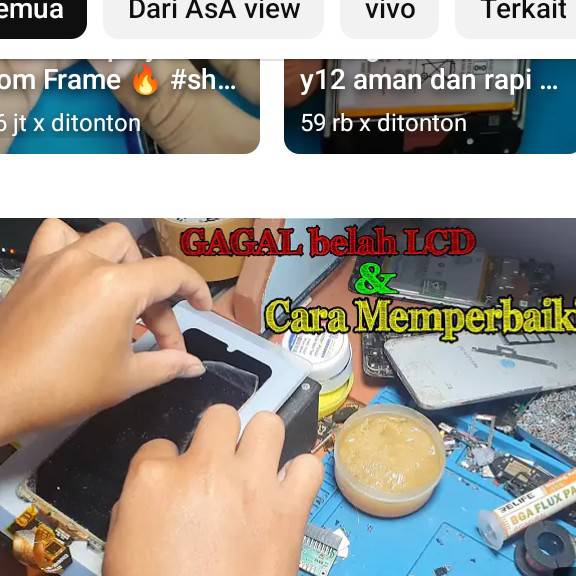 emua
Dari AsA view
vivo
Terkait
om Frame 🔥 #sh...
y12 aman dan rapi ...
6 jt x ditonton
59 rb x ditonton
GAGAL belah LCD
&
Cara Memperbaiki
RELIFE
BGA FLUX PA